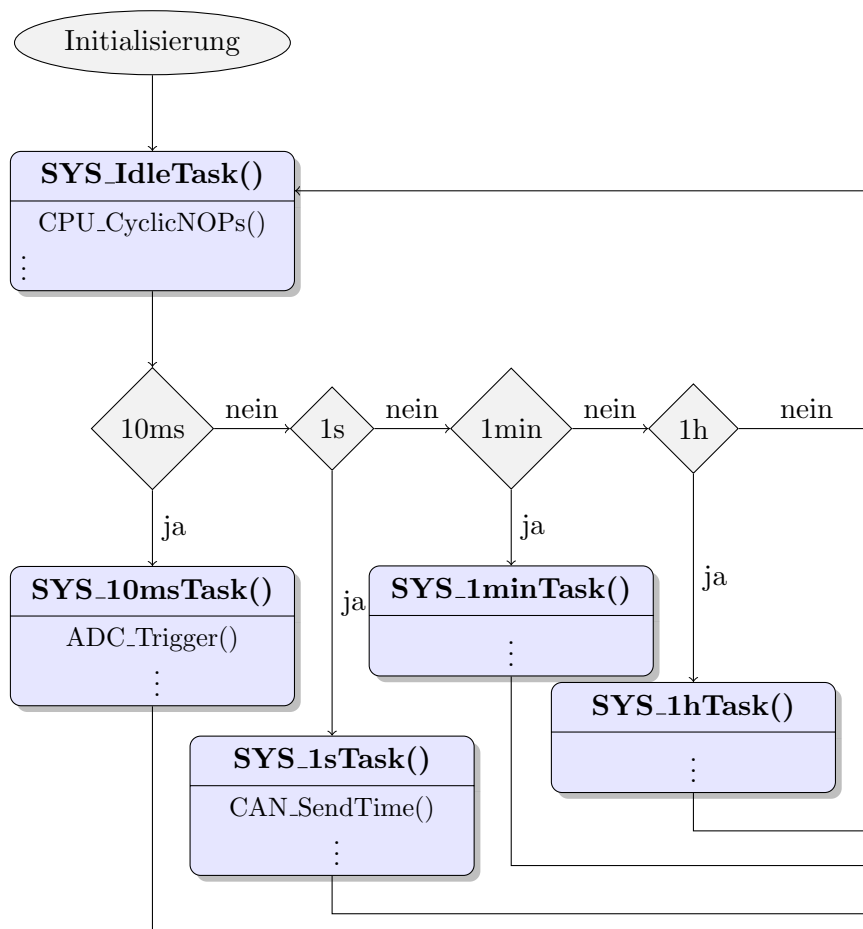 Initialisierung
SYS_IdleTask()
CPU_CyclicNOPs()
⋮
10ms
nein
1s
nein
1min
nein
1h
nein
ja
ja
ja
ja
SYS_10msTask()
ADC_Trigger()
⋮
SYS_1minTask()
⋮
SYS_1hTask()
⋮
SYS_1sTask()
CAN_SendTime()
⋮